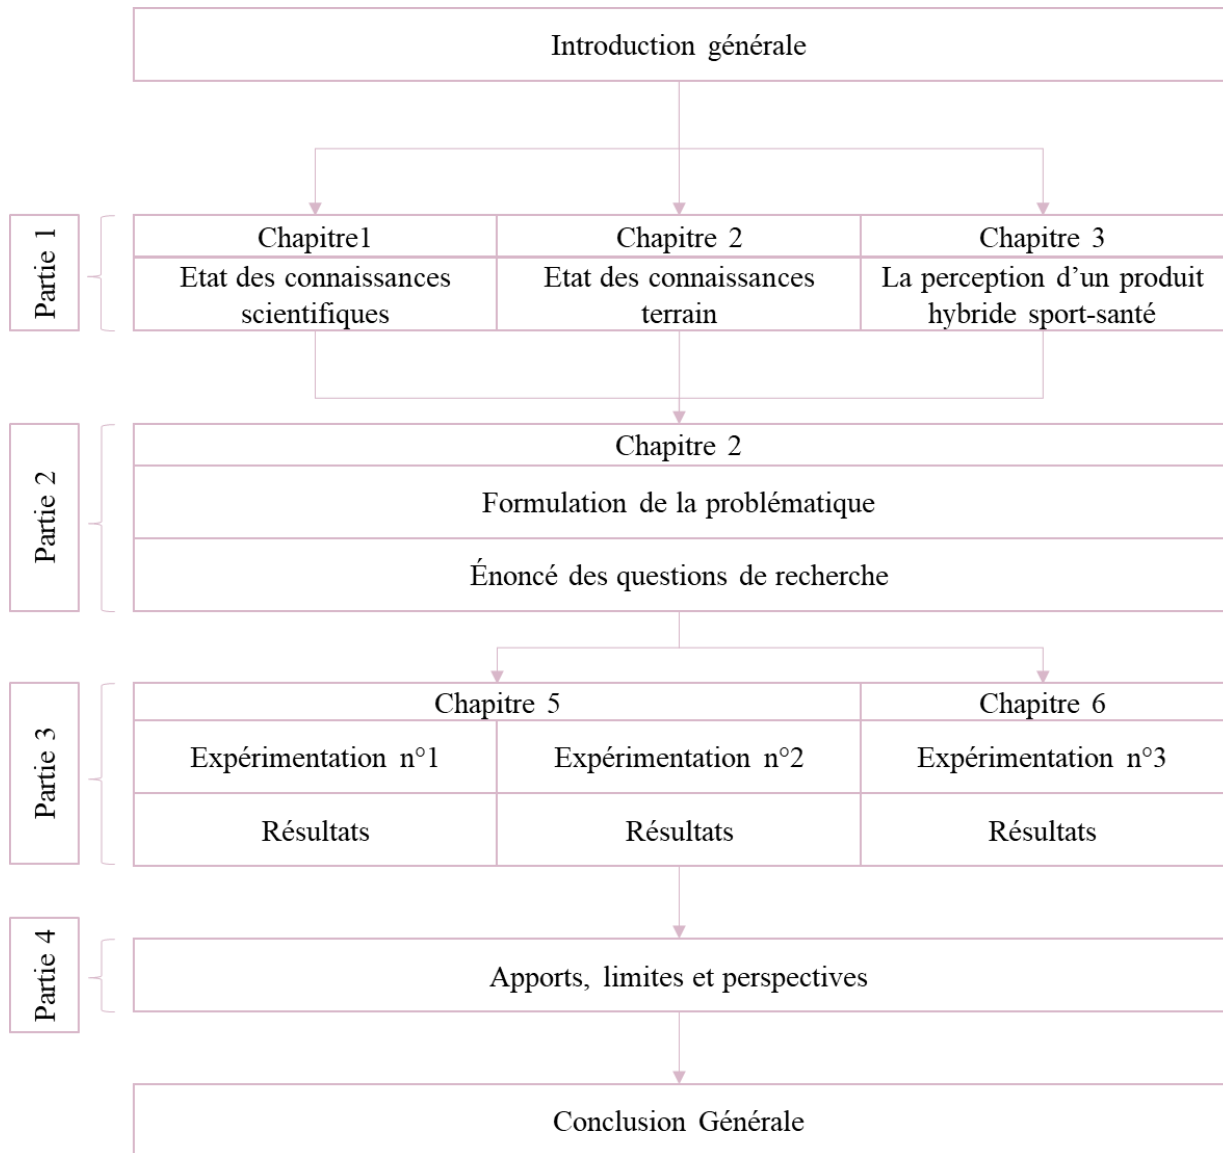 Introduction générale
Partie 1
Chapitre1
Chapitre 2
Chapitre 3
Etat des connaissances
scientifiques
Etat des connaissances
terrain
La perception d’un produit
hybride sport-santé
Partie 2
Chapitre 2
Formulation de la problématique
Énoncé des questions de recherche
Partie 3
Chapitre 5
Chapitre 6
Expérimentation n°1
Expérimentation n°2
Expérimentation n°3
Résultats
Résultats
Résultats
Partie 4
Apports, limites et perspectives
Conclusion Générale